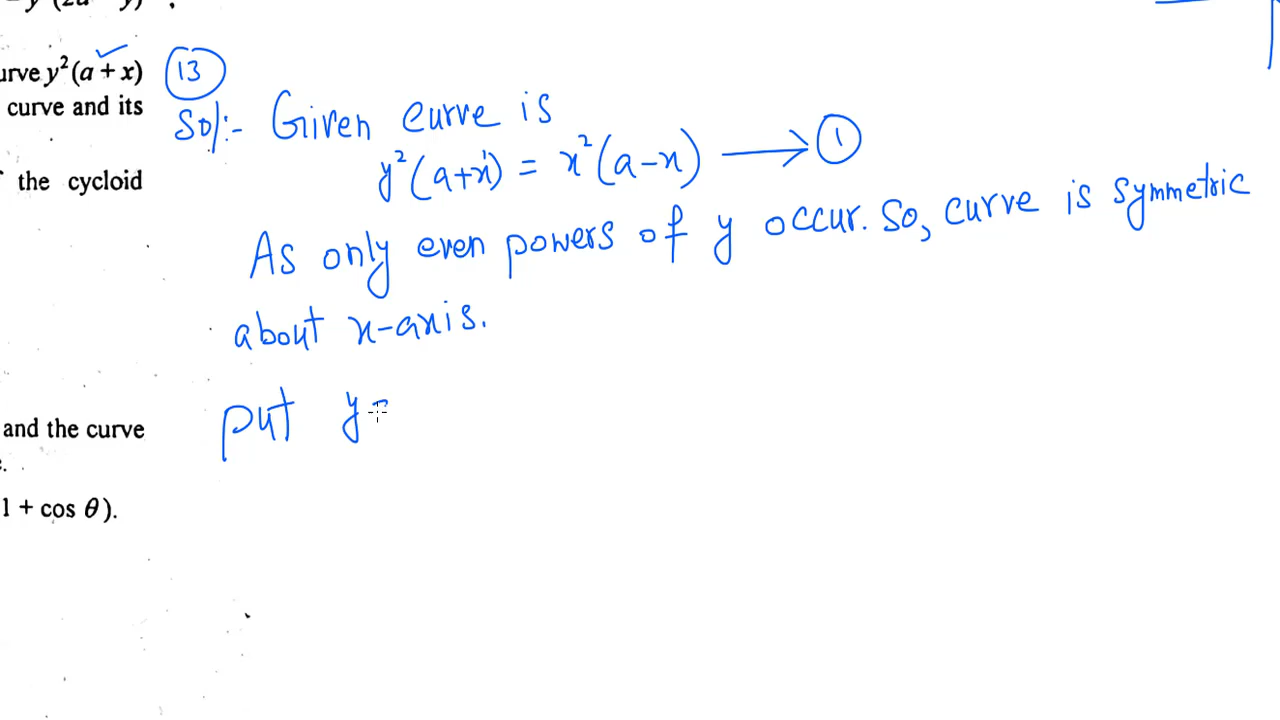 urve y²(a + x)
curve and its
the cycloid
and the curve
1 + cos θ).
13
Sol:- Given curve is
y²(a+x) = x²(a-x) ⟶ ①
As only even powers of y occur. So, curve is symmetric
about x-axis.
put y=